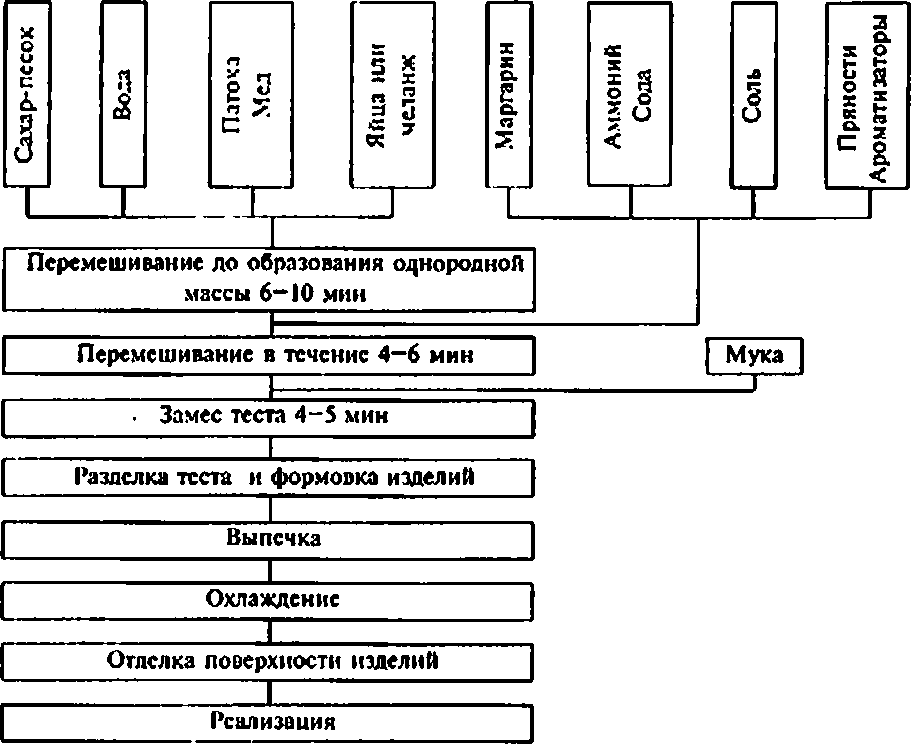 Сахар-песок
Вода
Патока
Мед
Яйца или
меланж
Маргарин
Аммоний
Сода
Соль
Пряности
Ароматизаторы
Перемешивание до образования однородной
массы 6–10 мин
Перемешивание в течение 4–6 мин
Мука
Замес теста 4–5 мин
Разделка теста и формовка изделий
Выпечка
Охлаждение
Отделка поверхности изделий
Реализация